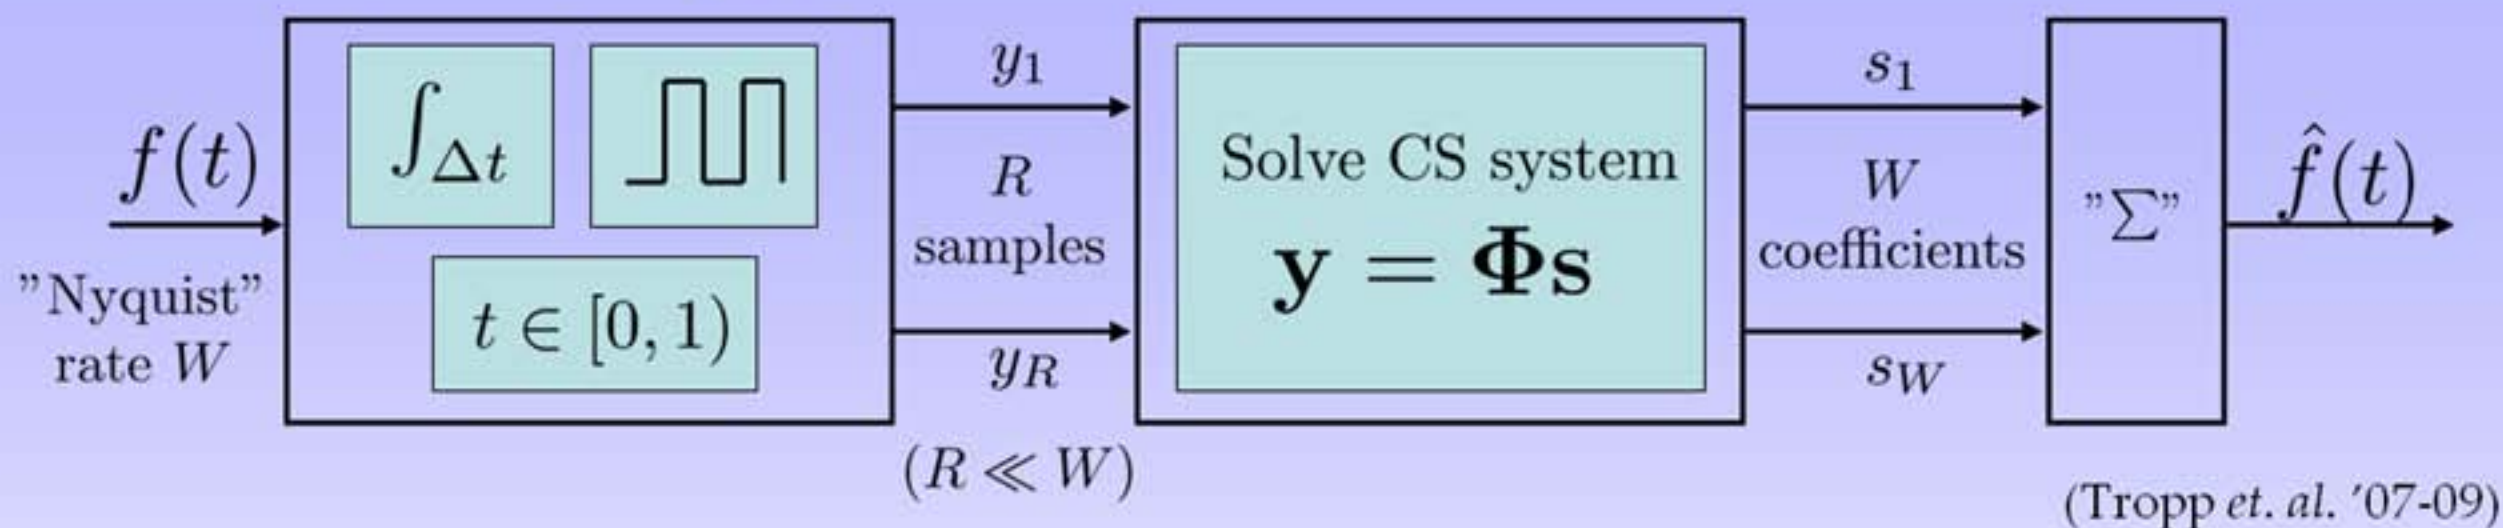 f(t)
"Nyquist"
rate W
∫Δt
t ∈ [0, 1)
y1
R
samples
yR
(R ≪ W)
Solve CS system
y = Φs
s1
W
coefficients
sW
"Σ"
f̂(t)
(Tropp et. al. '07-09)